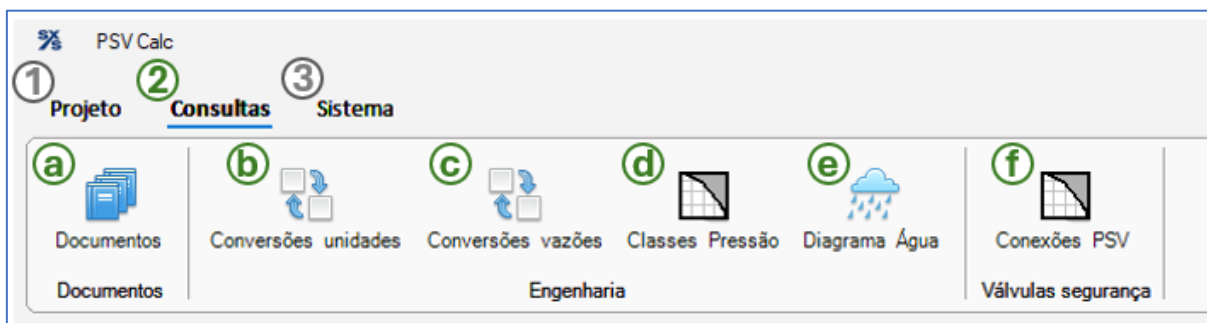 SXS PSV Calc
1 Projeto 2 Consultas 3 Sistema
a b c d e f
Documentos Conversões unidades Conversões vazões Classes Pressão Diagrama Água Conexões PSV
Documentos Engenharia Válvulas segurança